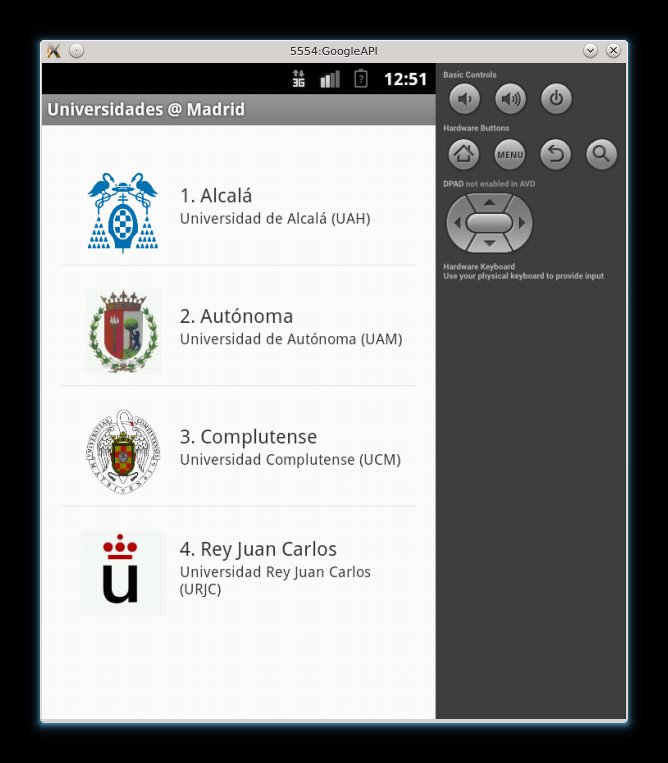 5554:GoogleAPI
3G
12:51
Universidades @ Madrid
1. Alcalá
Universidad de Alcalá (UAH)
2. Autónoma
Universidad de Autónoma (UAM)
3. Complutense
Universidad Complutense (UCM)
4. Rey Juan Carlos
Universidad Rey Juan Carlos
(URJC)
u
Basic Controls
Hardware Buttons
MENU
DPAD not enabled in AVD
Hardware Keyboard
Use your physical keyboard to provide input